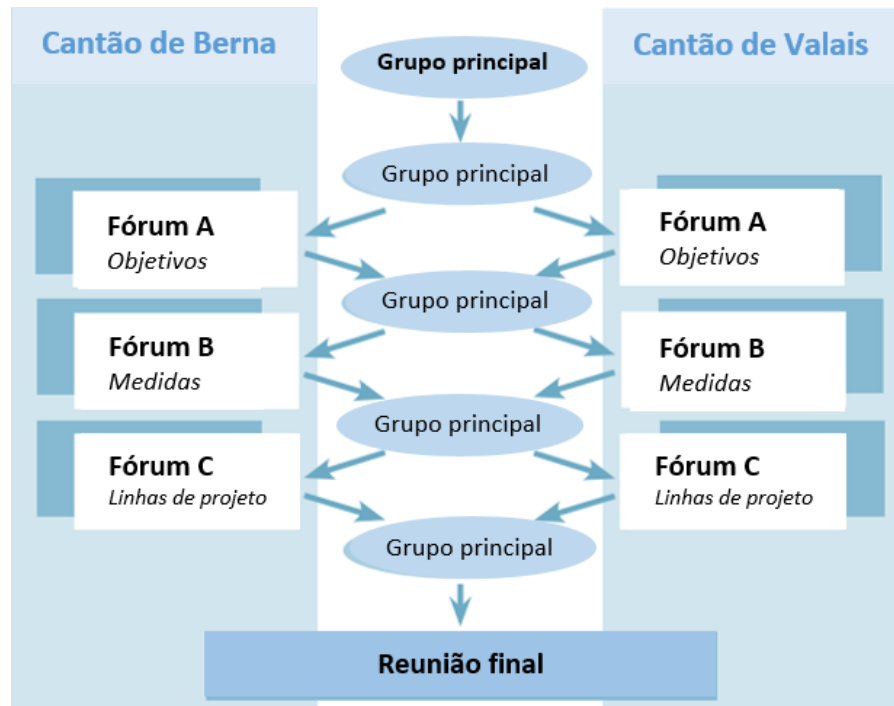 Cantão de Berna
Grupo principal
Cantão de Valais
Grupo principal
Fórum A
Objetivos
Fórum A
Objetivos
Grupo principal
Fórum B
Medidas
Fórum B
Medidas
Grupo principal
Fórum C
Linhas de projeto
Fórum C
Linhas de projeto
Grupo principal
Reunião final